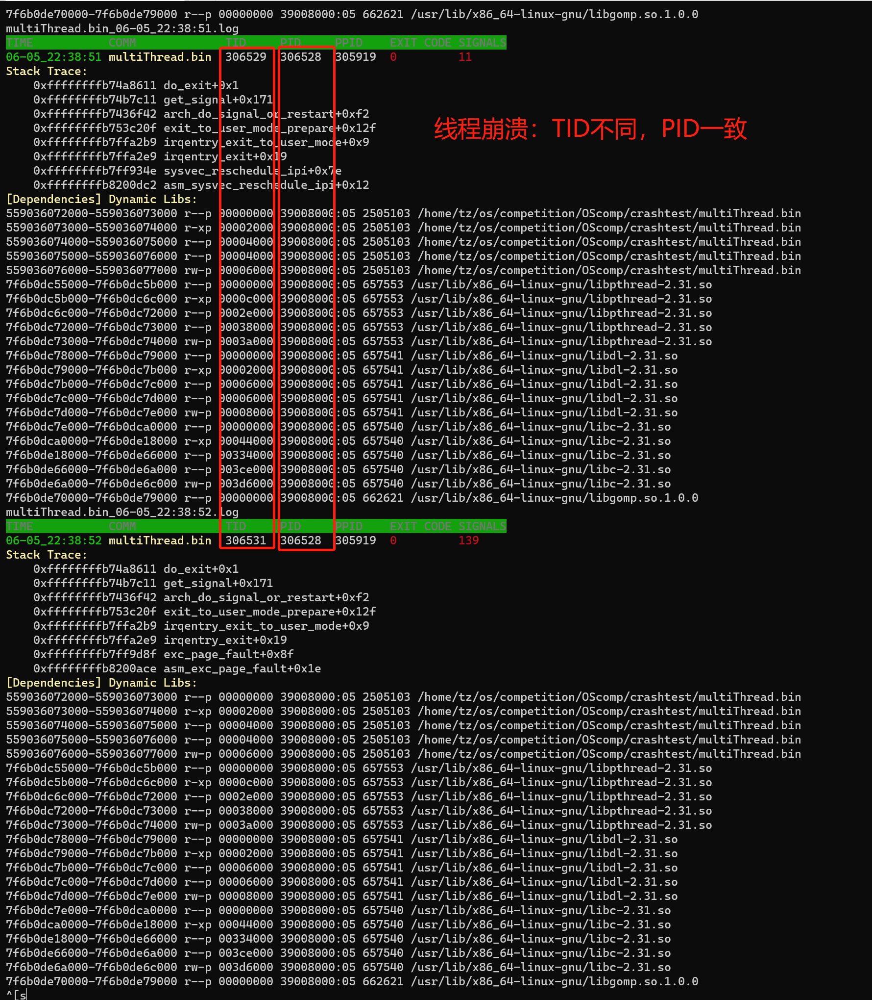 7f6b0de70000-7f6b0de79000 r--p 00000000 39008000:05 662621 /usr/lib/x86_64-linux-gnu/libgomp.so.1.0.0
multiThread.bin_06-05_22:38:51.log
TIME COMM TID PID PPID EXIT CODE SIGNALS
06-05_22:38:51 multiThread.bin 306529 306528 305919 0 11
Stack Trace:
0xffffffffb74a8611 do_exit+0x1
0xffffffffb74b7c11 get_signal+0x171
0xffffffffb7436f42 arch_do_signal_or_restart+0xf2
0xffffffffb753c20f exit_to_user_mode_prepare+0x12f
线程崩溃：TID不同，PID一致
0xffffffffb7ffa2b9 irqentry_exit_to_user_mode+0x9
0xffffffffb7ffa2e9 irqentry_exit+0x19
0xffffffffb7ff934e sysvec_reschedule_ipi+0x7e
0xffffffffb8200dc2 asm_sysvec_reschedule_ipi+0x12
[Dependencies] Dynamic Libs:
559036072000-559036073000 r--p 00000000 39008000:05 2505103 /home/tz/os/competition/OScomp/crashtest/multiThread.bin
559036073000-559036074000 r-xp 00002000 39008000:05 2505103 /home/tz/os/competition/OScomp/crashtest/multiThread.bin
559036074000-559036075000 r--p 00004000 39008000:05 2505103 /home/tz/os/competition/OScomp/crashtest/multiThread.bin
559036075000-559036076000 r--p 00004000 39008000:05 2505103 /home/tz/os/competition/OScomp/crashtest/multiThread.bin
559036076000-559036077000 rw-p 00006000 39008000:05 2505103 /home/tz/os/competition/OScomp/crashtest/multiThread.bin
7f6b0dc55000-7f6b0dc5b000 r--p 00000000 39008000:05 657553 /usr/lib/x86_64-linux-gnu/libpthread-2.31.so
7f6b0dc5b000-7f6b0dc6c000 r-xp 0000c000 39008000:05 657553 /usr/lib/x86_64-linux-gnu/libpthread-2.31.so
7f6b0dc6c000-7f6b0dc72000 r--p 0002e000 39008000:05 657553 /usr/lib/x86_64-linux-gnu/libpthread-2.31.so
7f6b0dc72000-7f6b0dc73000 r--p 00038000 39008000:05 657553 /usr/lib/x86_64-linux-gnu/libpthread-2.31.so
7f6b0dc73000-7f6b0dc74000 rw-p 0003a000 39008000:05 657553 /usr/lib/x86_64-linux-gnu/libpthread-2.31.so
7f6b0dc78000-7f6b0dc79000 r--p 00000000 39008000:05 657541 /usr/lib/x86_64-linux-gnu/libdl-2.31.so
7f6b0dc79000-7f6b0dc7b000 r-xp 00002000 39008000:05 657541 /usr/lib/x86_64-linux-gnu/libdl-2.31.so
7f6b0dc7b000-7f6b0dc7c000 r--p 00006000 39008000:05 657541 /usr/lib/x86_64-linux-gnu/libdl-2.31.so
7f6b0dc7c000-7f6b0dc7d000 r--p 00006000 39008000:05 657541 /usr/lib/x86_64-linux-gnu/libdl-2.31.so
7f6b0dc7d000-7f6b0dc7e000 rw-p 00008000 39008000:05 657541 /usr/lib/x86_64-linux-gnu/libdl-2.31.so
7f6b0dc7e000-7f6b0dca0000 r--p 00000000 39008000:05 657540 /usr/lib/x86_64-linux-gnu/libc-2.31.so
7f6b0dca0000-7f6b0de18000 r-xp 00044000 39008000:05 657540 /usr/lib/x86_64-linux-gnu/libc-2.31.so
7f6b0de18000-7f6b0de66000 r--p 00334000 39008000:05 657540 /usr/lib/x86_64-linux-gnu/libc-2.31.so
7f6b0de66000-7f6b0de6a000 r--p 003ce000 39008000:05 657540 /usr/lib/x86_64-linux-gnu/libc-2.31.so
7f6b0de6a000-7f6b0de6c000 rw-p 003d6000 39008000:05 657540 /usr/lib/x86_64-linux-gnu/libc-2.31.so
7f6b0de70000-7f6b0de79000 r--p 00000000 39008000:05 662621 /usr/lib/x86_64-linux-gnu/libgomp.so.1.0.0
multiThread.bin_06-05_22:38:52.log
TIME COMM TID PID PPID EXIT CODE SIGNALS
06-05_22:38:52 multiThread.bin 306531 306528 305919 0 139
Stack Trace:
0xffffffffb74a8611 do_exit+0x1
0xffffffffb74b7c11 get_signal+0x171
0xffffffffb7436f42 arch_do_signal_or_restart+0xf2
0xffffffffb753c20f exit_to_user_mode_prepare+0x12f
0xffffffffb7ffa2b9 irqentry_exit_to_user_mode+0x9
0xffffffffb7ffa2e9 irqentry_exit+0x19
0xffffffffb7ff9d8f exc_page_fault+0x8f
0xffffffffb8200ace asm_exc_page_fault+0x1e
[Dependencies] Dynamic Libs:
559036072000-559036073000 r--p 00000000 39008000:05 2505103 /home/tz/os/competition/OScomp/crashtest/multiThread.bin
559036073000-559036074000 r-xp 00002000 39008000:05 2505103 /home/tz/os/competition/OScomp/crashtest/multiThread.bin
559036074000-559036075000 r--p 00004000 39008000:05 2505103 /home/tz/os/competition/OScomp/crashtest/multiThread.bin
559036075000-559036076000 r--p 00004000 39008000:05 2505103 /home/tz/os/competition/OScomp/crashtest/multiThread.bin
559036076000-559036077000 rw-p 00006000 39008000:05 2505103 /home/tz/os/competition/OScomp/crashtest/multiThread.bin
7f6b0dc55000-7f6b0dc5b000 r--p 00000000 39008000:05 657553 /usr/lib/x86_64-linux-gnu/libpthread-2.31.so
7f6b0dc5b000-7f6b0dc6c000 r-xp 0000c000 39008000:05 657553 /usr/lib/x86_64-linux-gnu/libpthread-2.31.so
7f6b0dc6c000-7f6b0dc72000 r--p 0002e000 39008000:05 657553 /usr/lib/x86_64-linux-gnu/libpthread-2.31.so
7f6b0dc72000-7f6b0dc73000 r--p 00038000 39008000:05 657553 /usr/lib/x86_64-linux-gnu/libpthread-2.31.so
7f6b0dc73000-7f6b0dc74000 rw-p 0003a000 39008000:05 657553 /usr/lib/x86_64-linux-gnu/libpthread-2.31.so
7f6b0dc78000-7f6b0dc79000 r--p 00000000 39008000:05 657541 /usr/lib/x86_64-linux-gnu/libdl-2.31.so
7f6b0dc79000-7f6b0dc7b000 r-xp 00002000 39008000:05 657541 /usr/lib/x86_64-linux-gnu/libdl-2.31.so
7f6b0dc7b000-7f6b0dc7c000 r--p 00006000 39008000:05 657541 /usr/lib/x86_64-linux-gnu/libdl-2.31.so
7f6b0dc7c000-7f6b0dc7d000 r--p 00006000 39008000:05 657541 /usr/lib/x86_64-linux-gnu/libdl-2.31.so
7f6b0dc7d000-7f6b0dc7e000 rw-p 00008000 39008000:05 657541 /usr/lib/x86_64-linux-gnu/libdl-2.31.so
7f6b0dc7e000-7f6b0dca0000 r--p 00000000 39008000:05 657540 /usr/lib/x86_64-linux-gnu/libc-2.31.so
7f6b0dca0000-7f6b0de18000 r-xp 00044000 39008000:05 657540 /usr/lib/x86_64-linux-gnu/libc-2.31.so
7f6b0de18000-7f6b0de66000 r--p 00334000 39008000:05 657540 /usr/lib/x86_64-linux-gnu/libc-2.31.so
7f6b0de66000-7f6b0de6a000 r--p 003ce000 39008000:05 657540 /usr/lib/x86_64-linux-gnu/libc-2.31.so
7f6b0de6a000-7f6b0de6c000 rw-p 003d6000 39008000:05 657540 /usr/lib/x86_64-linux-gnu/libc-2.31.so
7f6b0de70000-7f6b0de79000 r--p 00000000 39008000:05 662621 /usr/lib/x86_64-linux-gnu/libgomp.so.1.0.0
^[s